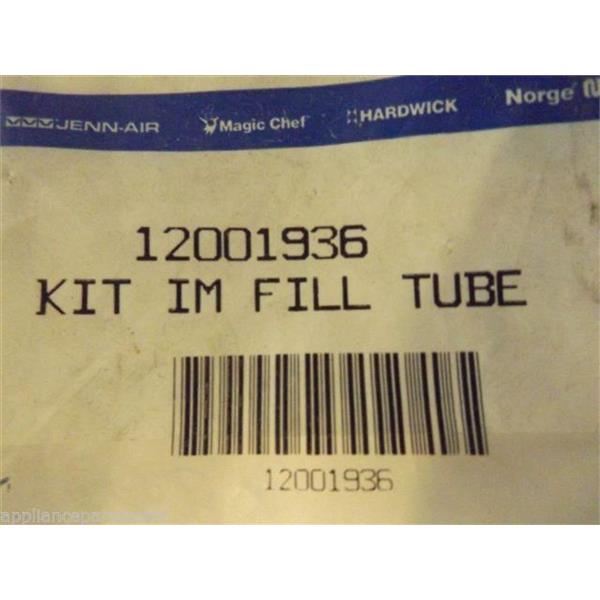 JENN-AIR Magic Chef HARDWICK Norge N
12001936
KIT IM FILL TUBE
12001936